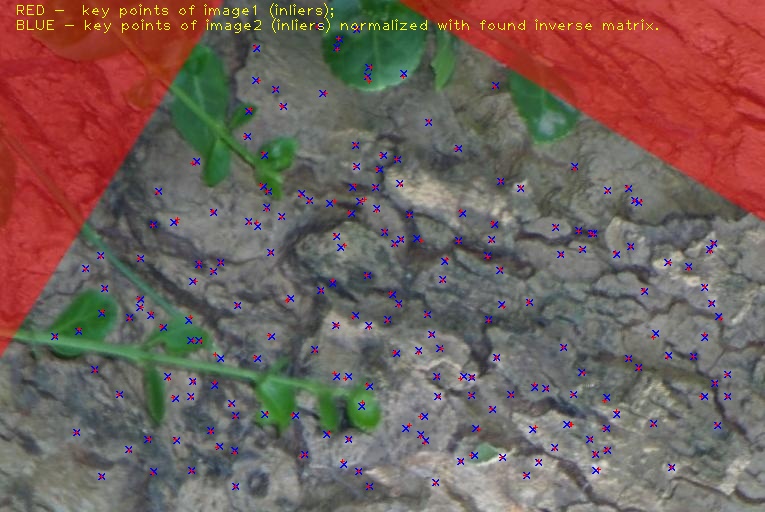 RED - key points of image1 (inliers);
BLUE - key points of image2 (inliers) normalized with found inverse matrix.